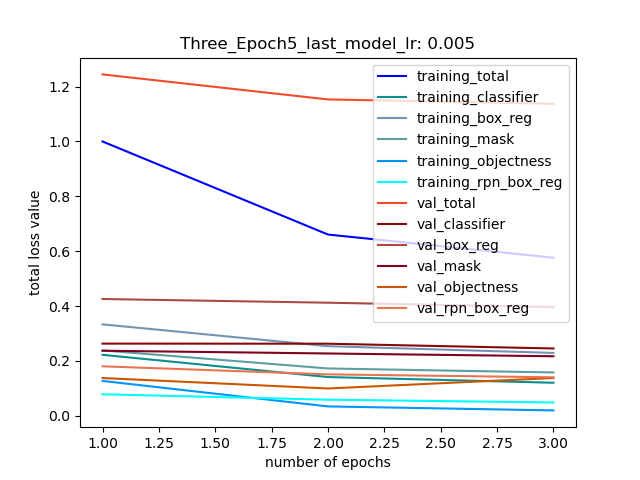 Three_Epoch5_last_model_lr: 0.005
total loss value
1.2
1.0
0.8
0.6
0.4
0.2
0.0
training_total
training_classifier
training_box_reg
training_mask
training_objectness
training_rpn_box_reg
val_total
val_classifier
val_box_reg
val_mask
val_objectness
val_rpn_box_reg
1.00 1.25 1.50 1.75 2.00 2.25 2.50 2.75 3.00
number of epochs